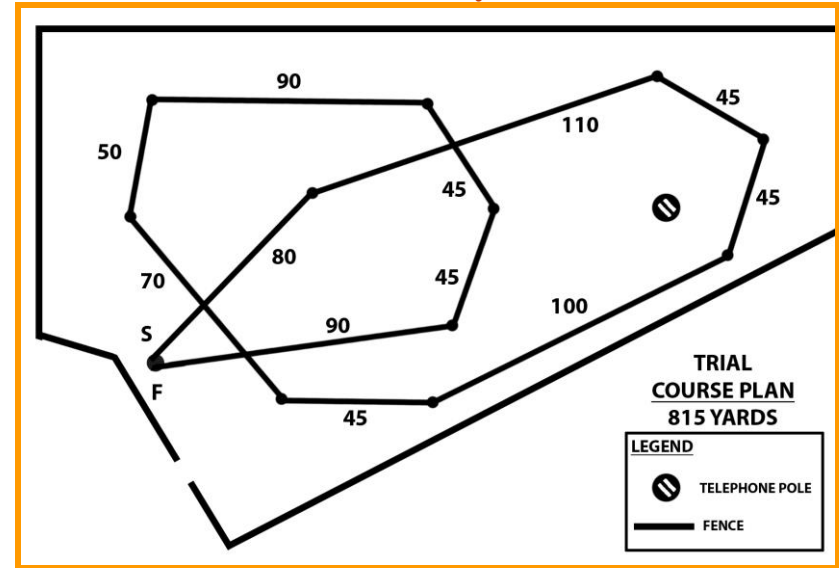 90
45
110
50
45
45
80
45
70
100
S
90
F
45
TRIAL
COURSE PLAN
815 YARDS
LEGEND
TELEPHONE POLE
FENCE